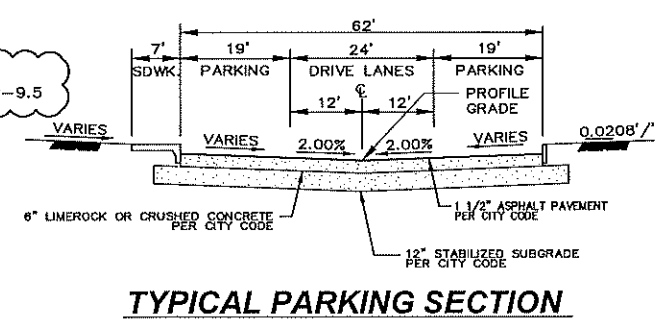 62'
7' 19' 24' 19'
SDWK. PARKING DRIVE LANES PARKING
℄
-9.5
12' 12'
PROFILE
GRADE
VARIES VARIES 2.00% 2.00% VARIES 0.0208'/'
6" LIMEROCK OR CRUSHED CONCRETE
PER CITY CODE
1 1/2" ASPHALT PAVEMENT
PER CITY CODE
12" STABILIZED SUBGRADE
PER CITY CODE
TYPICAL PARKING SECTION